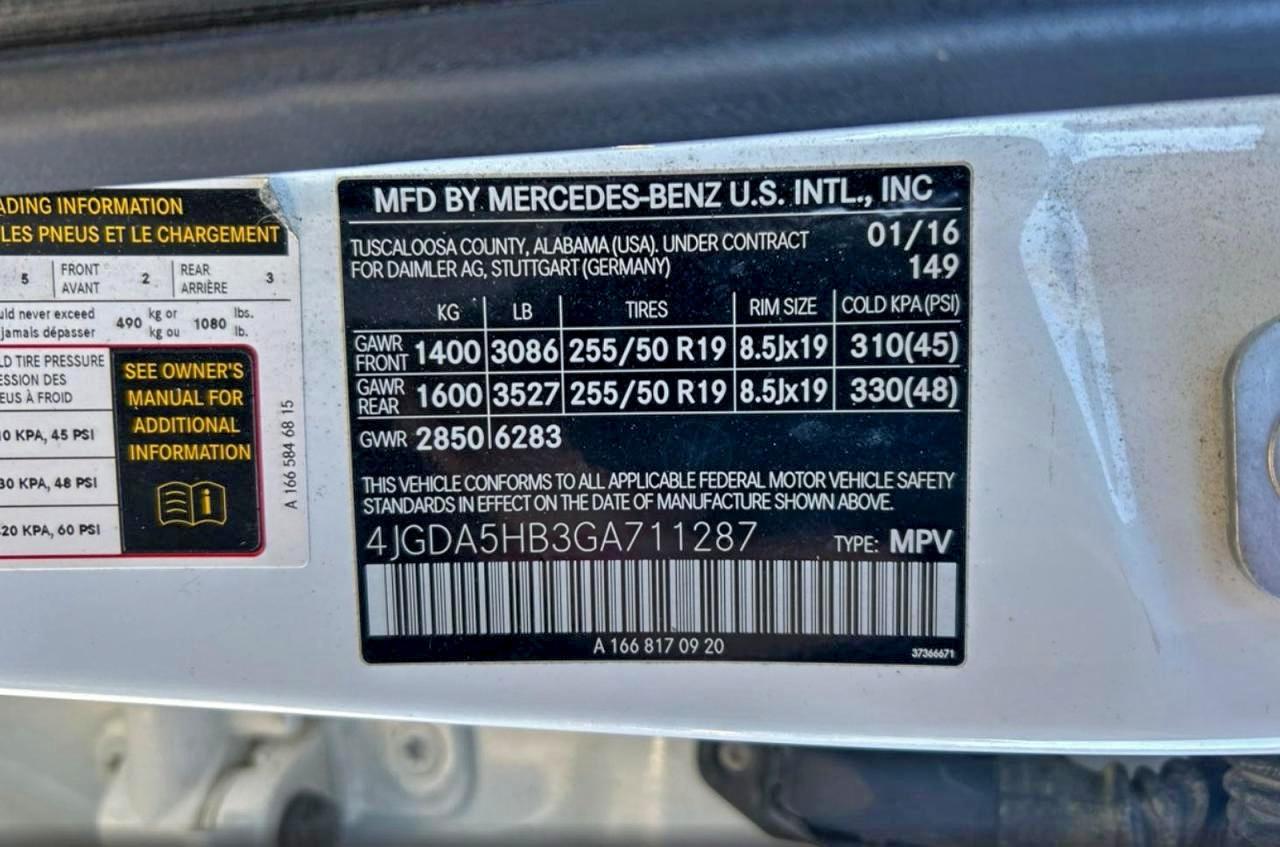 ADING INFORMATION
LES PNEUS ET LE CHARGEMENT
5 FRONT AVANT 2 REAR ARRIÈRE 3
never exceed 490 kg or 1080 lbs.
jamais dépasser kg ou lb.
TIRE PRESSURE
DES
À FROID
KPA, 45 PSI
KPA, 48 PSI
KPA, 60 PSI
SEE OWNER'S
MANUAL FOR
ADDITIONAL
INFORMATION
A 166 584 68 15
MFD BY MERCEDES-BENZ U.S. INTL., INC
TUSCALOOSA COUNTY, ALABAMA (USA). UNDER CONTRACT 01/16
FOR DAIMLER AG, STUTTGART (GERMANY) 149
KG LB TIRES RIM SIZE COLD KPA (PSI)
GAWR FRONT 1400 3086 255/50 R19 8.5Jx19 310(45)
GAWR REAR 1600 3527 255/50 R19 8.5Jx19 330(48)
GVWR 2850 6283
THIS VEHICLE CONFORMS TO ALL APPLICABLE FEDERAL MOTOR VEHICLE SAFETY
STANDARDS IN EFFECT ON THE DATE OF MANUFACTURE SHOWN ABOVE.
4JGDA5HB3GA711287 TYPE: MPV
A 166 817 09 20
37366671